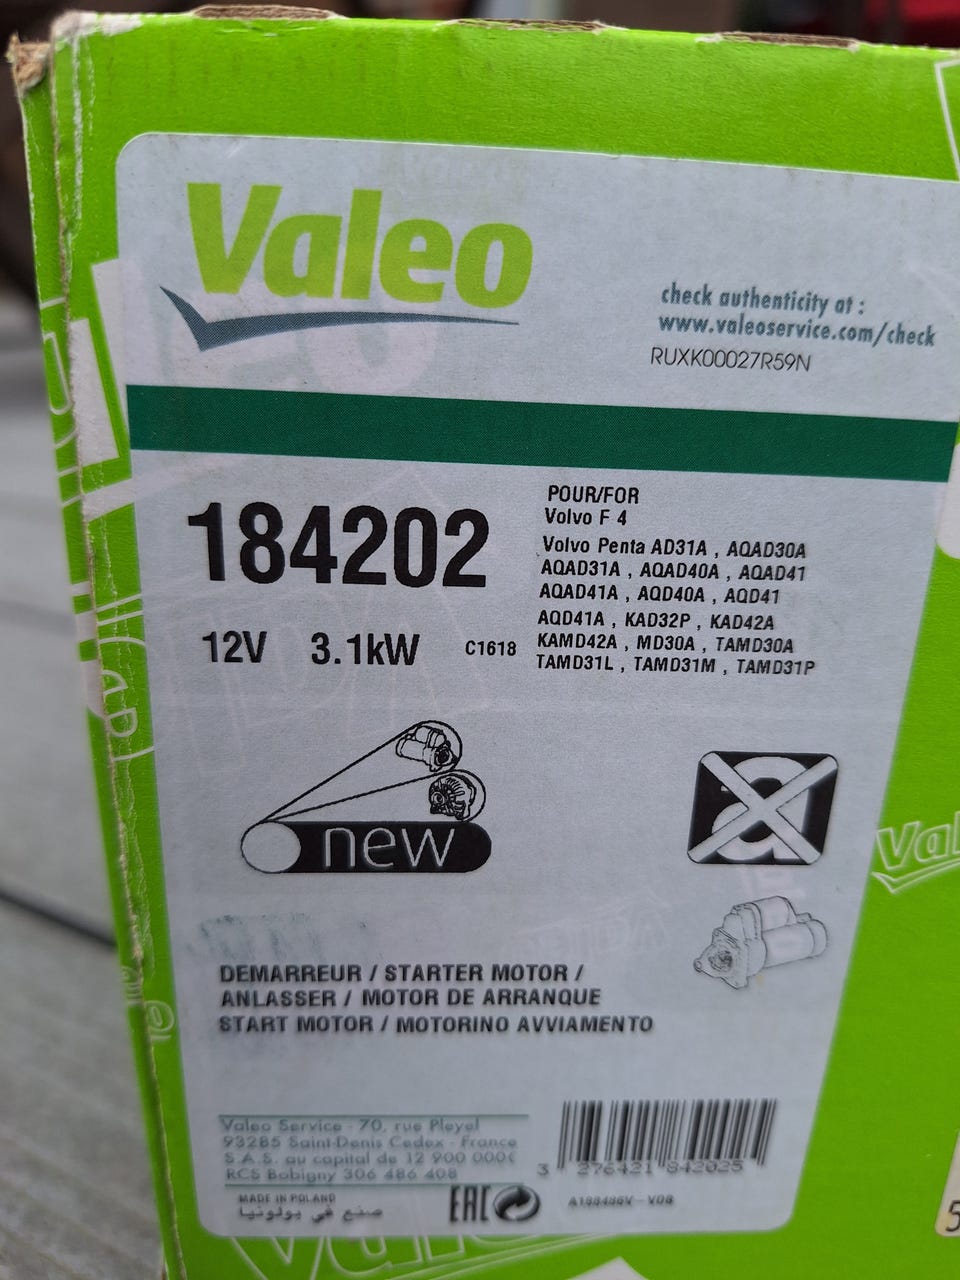 Valeo
check authenticity at :
www.valeoservice.com/check
RUXK00027R59N
184202
12V 3.1kW C1618
POUR/FOR
Volvo F 4
Volvo Penta AD31A , AQAD30A
AQAD31A , AQAD40A , AQAD41
AQAD41A , AQD40A , AQD41
AQD41A , KAD32P , KAD42A
KAMD42A , MD30A , TAMD30A
TAMD31L , TAMD31M , TAMD31P
new
a
Valeo
DEMARREUR / STARTER MOTOR /
ANLASSER / MOTOR DE ARRANQUE
START MOTOR / MOTORINO AVVIAMENTO
Valeo Service - 70, rue Pleyel
93285 Saint-Denis Cedex - France
S.A.S. au capital de 12 900 000€
RCS Bobigny 306 486 408
MADE IN POLAND
صنع في بولونيا
EAC
3 276421 842025
5